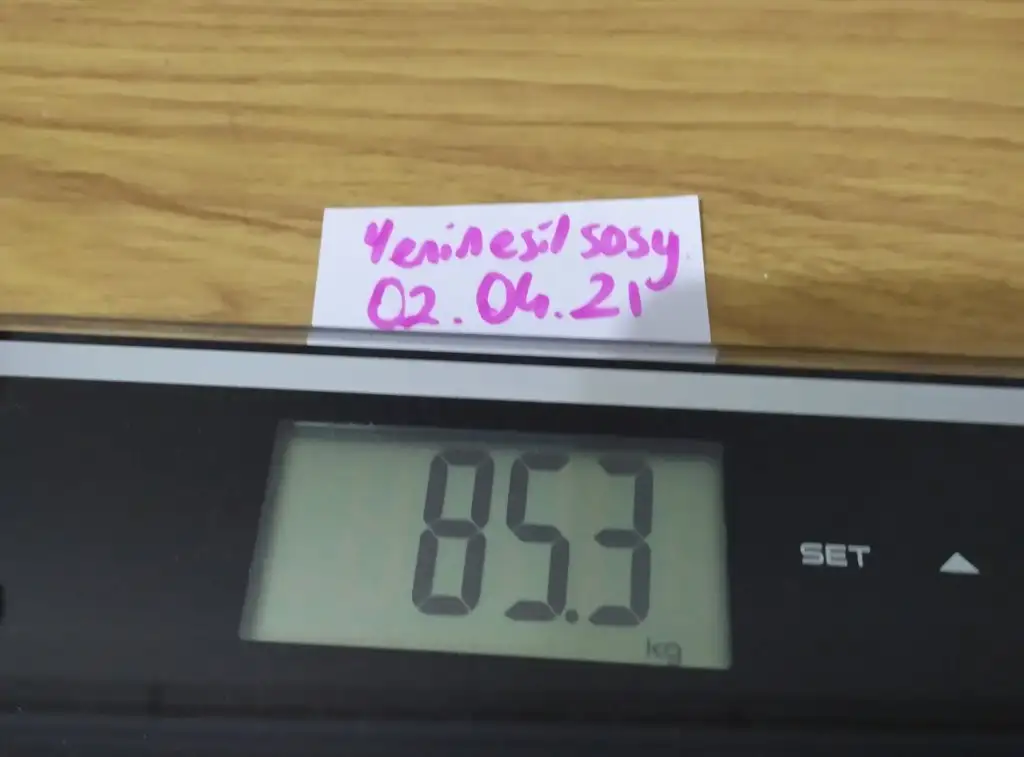 Yeninesil sosy.
02.04.21
85.3
kg
SET